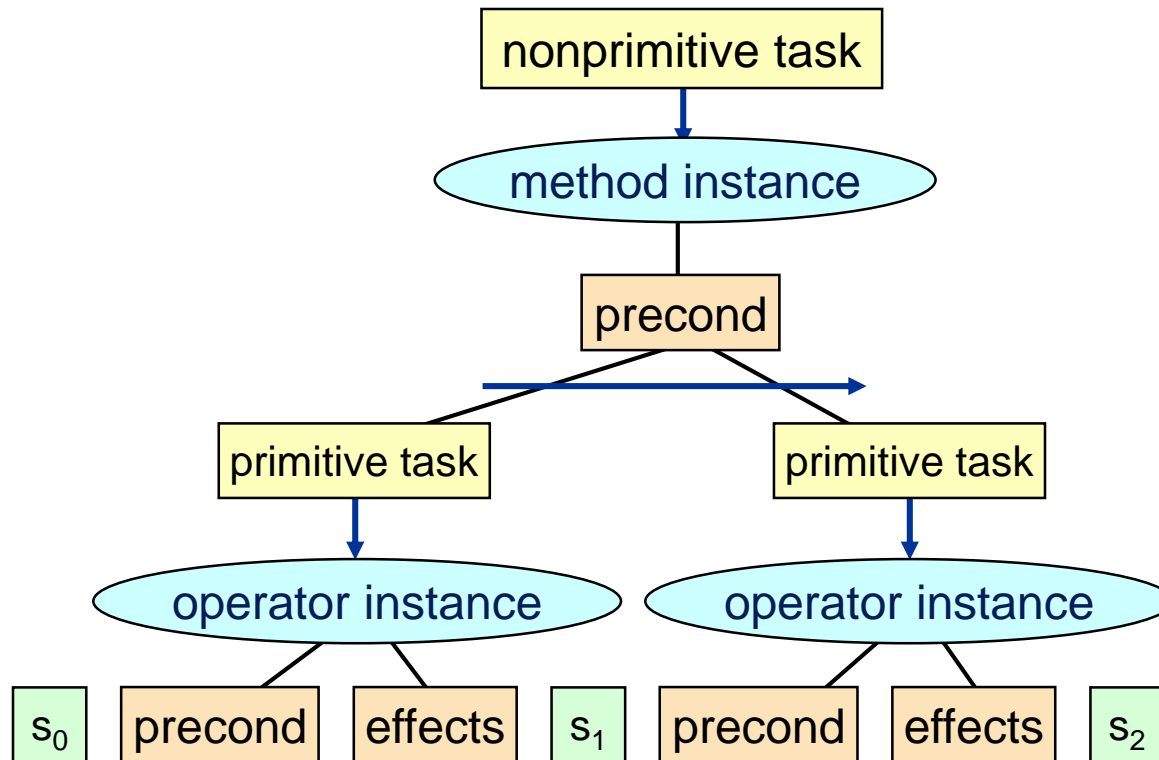 nonprimitive task
method instance
precond
primitive task primitive task
operator instance operator instance
s₀ precond effects s₁ precond effects s₂